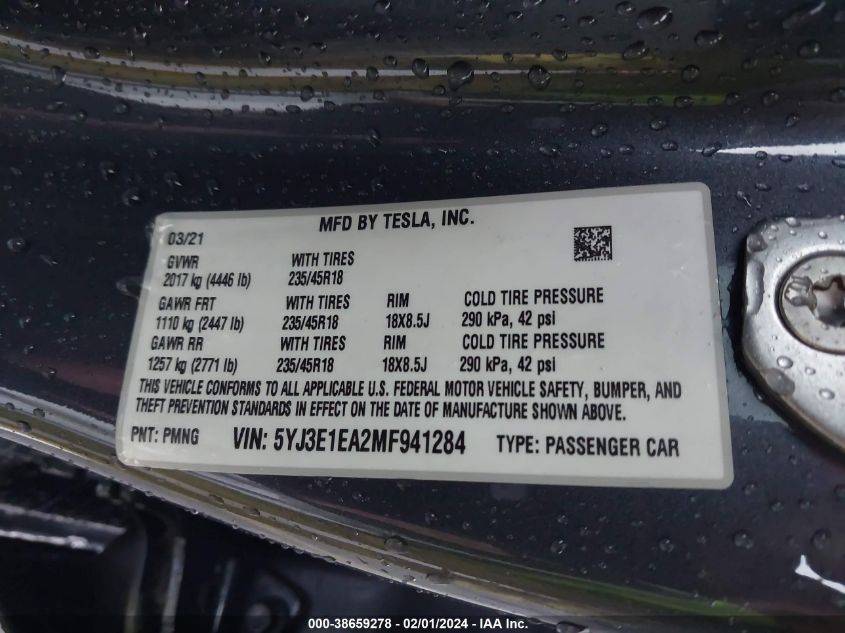 MFD BY TESLA, INC.
03/21
GVWR WITH TIRES
2017 kg (4446 lb) 235/45R18
GAWR FRT WITH TIRES RIM COLD TIRE PRESSURE
1110 kg (2447 lb) 235/45R18 18X8.5J 290 kPa, 42 psi
GAWR RR WITH TIRES RIM COLD TIRE PRESSURE
1257 kg (2771 lb) 235/45R18 18X8.5J 290 kPa, 42 psi
THIS VEHICLE CONFORMS TO ALL APPLICABLE U.S. FEDERAL MOTOR VEHICLE SAFETY, BUMPER, AND
THEFT PREVENTION STANDARDS IN EFFECT ON THE DATE OF MANUFACTURE SHOWN ABOVE.
PNT: PMNG VIN: 5YJ3E1EA2MF941284 TYPE: PASSENGER CAR
000-38659278 - 02/01/2024 - IAA Inc.